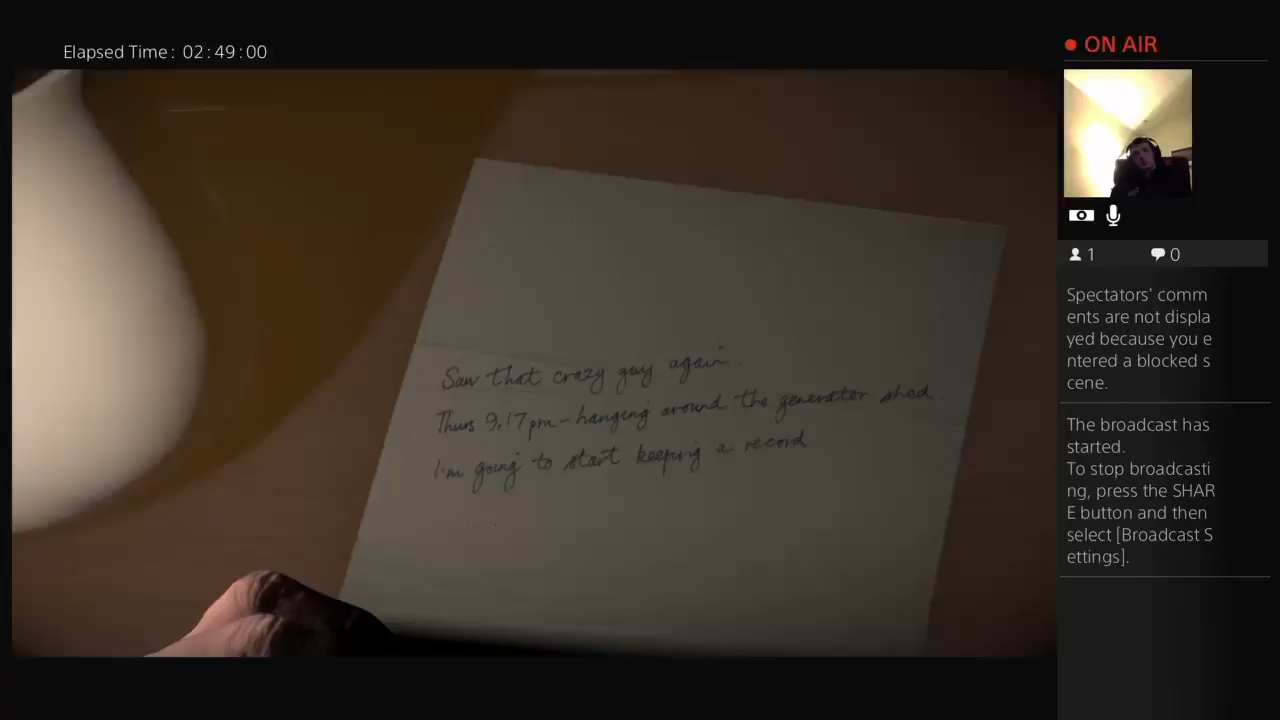 Elapsed Time: 02:49:00
ON AIR
1
0
Spectators' comm
ents are not displa
yed because you e
ntered a blocked s
cene.
The broadcast has
started.
To stop broadcasti
ng, press the SHAR
E button and then
select [Broadcast S
ettings].
Saw that crazy guy again.
Thurs 9.17pm - hanging around the generator shed.
I'm going to start keeping a record